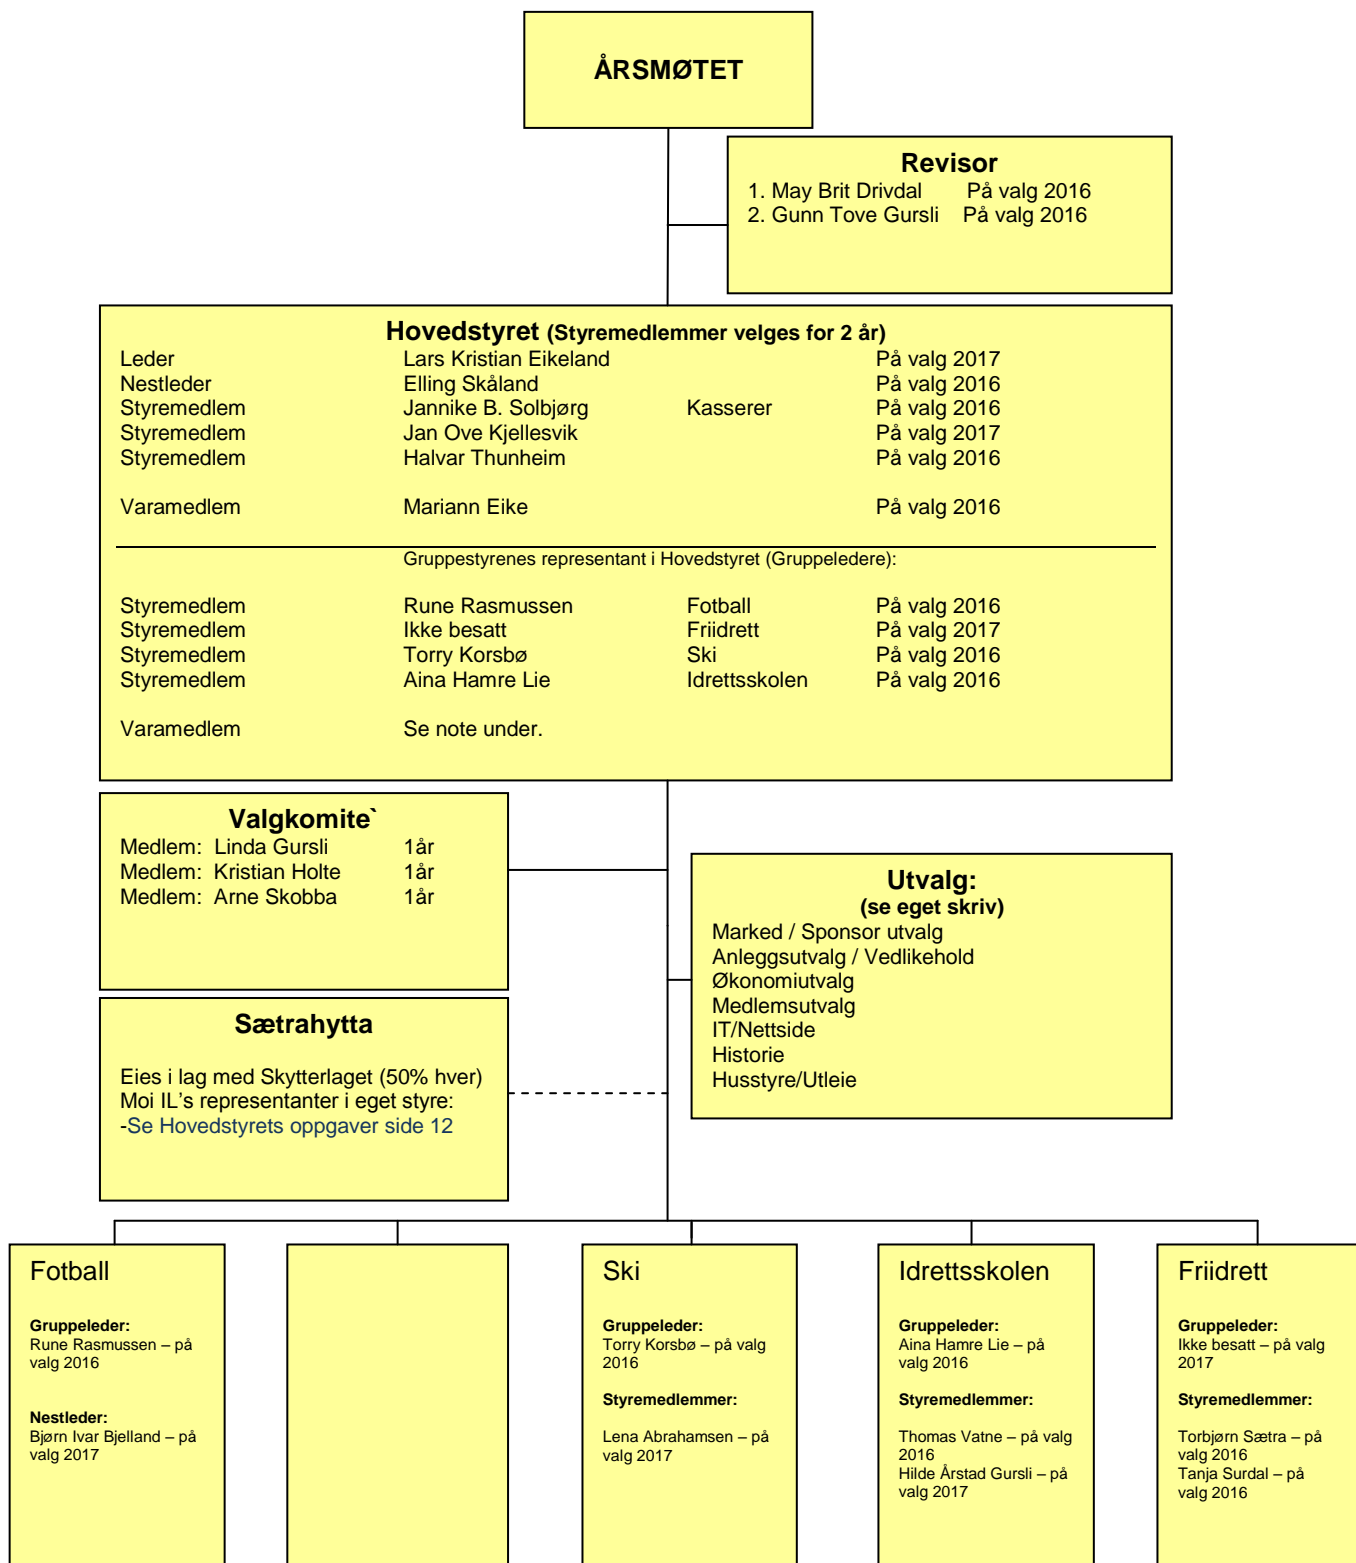 ÅRSMØTET
Revisor
1. May Brit Drivdal På valg 2016
2. Gunn Tove Gursli På valg 2016
Hovedstyret (Styremedlemmer velges for 2 år)
Leder Lars Kristian Eikeland På valg 2017
Nestleder Elling Skåland På valg 2016
Styremedlem Jannike B. Solbjørg Kasserer På valg 2016
Styremedlem Jan Ove Kjellesvik På valg 2017
Styremedlem Halvar Thunheim På valg 2016
Varamedlem Mariann Eike På valg 2016
Gruppestyrenes representant i Hovedstyret (Gruppeledere):
Styremedlem Rune Rasmussen Fotball På valg 2016
Styremedlem Ikke besatt Friidrett På valg 2017
Styremedlem Torry Korsbø Ski På valg 2016
Styremedlem Aina Hamre Lie Idrettsskolen På valg 2016
Varamedlem Se note under.
Valgkomite`
Medlem: Linda Gursli 1år
Medlem: Kristian Holte 1år
Medlem: Arne Skobba 1år
Utvalg:
(se eget skriv)
Marked / Sponsor utvalg
Anleggsutvalg / Vedlikehold
Økonomiutvalg
Medlemsutvalg
IT/Nettside
Historie
Husstyre/Utleie
Sætrahytta
Eies i lag med Skytterlaget (50% hver)
Moi IL's representanter i eget styre:
-Se Hovedstyrets oppgaver side 12
Fotball
Gruppeleder:
Rune Rasmussen – på
valg 2016
Nestleder:
Bjørn Ivar Bjelland – på
valg 2017
Ski
Gruppeleder:
Torry Korsbø – på valg
2016
Styremedlemmer:
Lena Abrahamsen – på
valg 2017
Idrettsskolen
Gruppeleder:
Aina Hamre Lie – på
valg 2016
Styremedlemmer:
Thomas Vatne – på valg
2016
Hilde Årstad Gursli – på
valg 2017
Friidrett
Gruppeleder:
Ikke besatt – på valg
2017
Styremedlemmer:
Torbjørn Sætra – på
valg 2016
Tanja Surdal – på
valg 2016